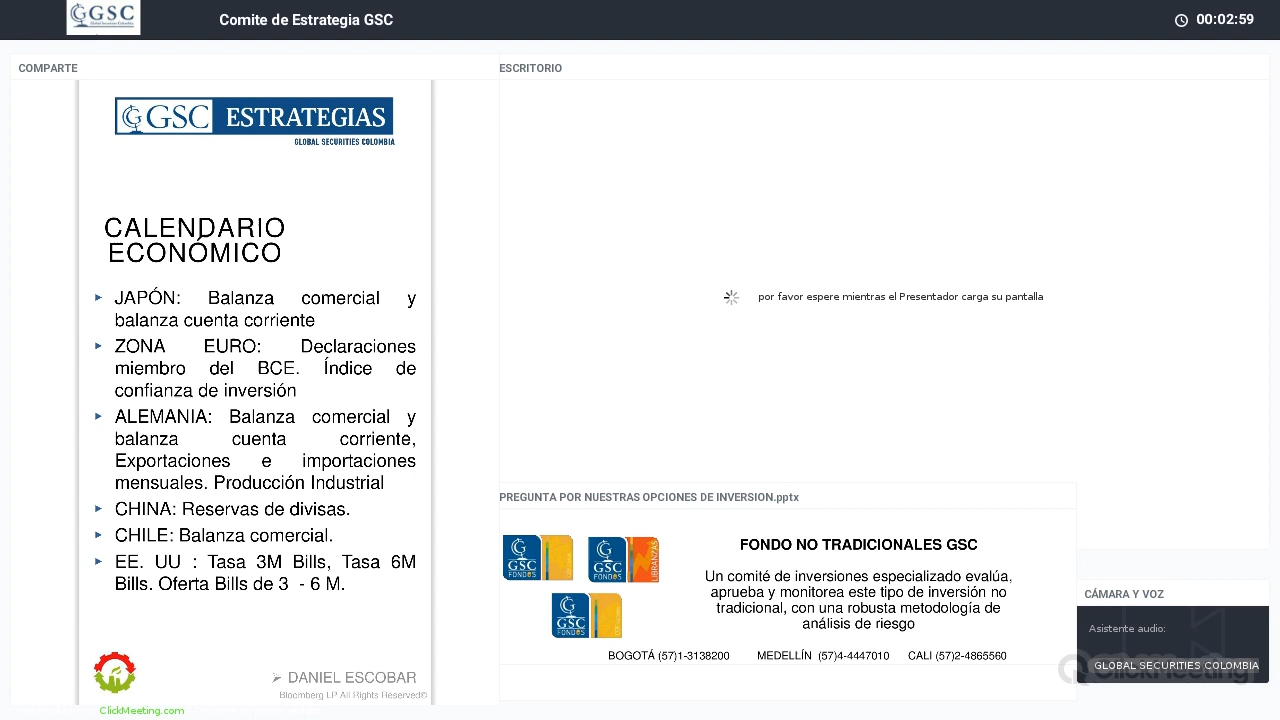 GSC
Global Securities Colombia
Comite de Estrategia GSC
00:02:59
COMPARTE
GSC ESTRATEGIAS
GLOBAL SECURITIES COLOMBIA
CALENDARIO
ECONÓMICO
JAPÓN: Balanza comercial y
balanza cuenta corriente
ZONA EURO: Declaraciones
miembro del BCE. Índice de
confianza de inversión
ALEMANIA: Balanza comercial y
balanza cuenta corriente,
Exportaciones e importaciones
mensuales. Producción Industrial
CHINA: Reservas de divisas.
CHILE: Balanza comercial.
EE. UU : Tasa 3M Bills, Tasa 6M
Bills. Oferta Bills de 3 - 6 M.
DANIEL ESCOBAR
Bloomberg LP All Rights Reserved©
ClickMeeting.com
ESCRITORIO
por favor espere mientras el Presentador carga su pantalla
PREGUNTA POR NUESTRAS OPCIONES DE INVERSION.pptx
GSC
FONDOS
GSC
FONDOS
LIBRANZAS
GSC
FONDOS
FONDO NO TRADICIONALES GSC
Un comité de inversiones especializado evalúa,
aprueba y monitorea este tipo de inversión no
tradicional, con una robusta metodología de
análisis de riesgo
BOGOTÁ (57)1-3138200 MEDELLÍN (57)4-4447010 CALI (57)2-4865560
CÁMARA Y VOZ
Asistente audio:
GLOBAL SECURITIES COLOMBIA
ClickMeeting